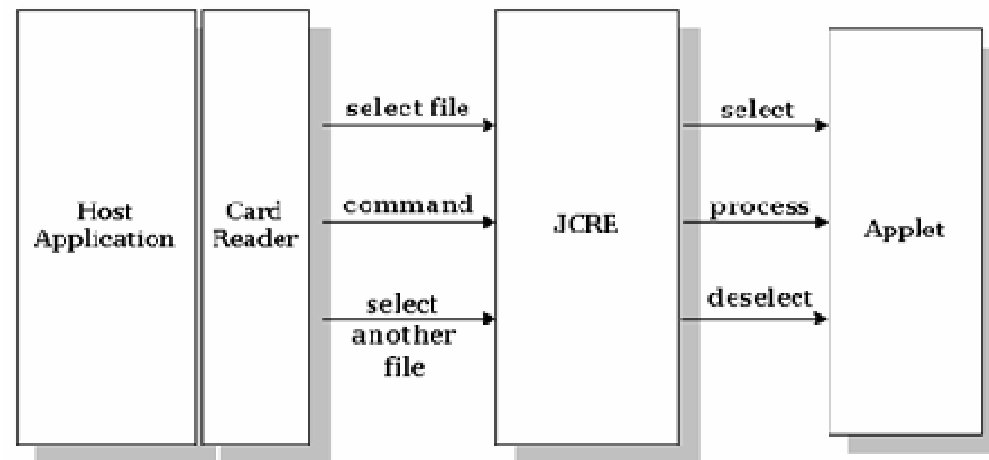 Host
Application
Card
Reader
select file
command
select
another
file
JCRE
select
process
deselect
Applet